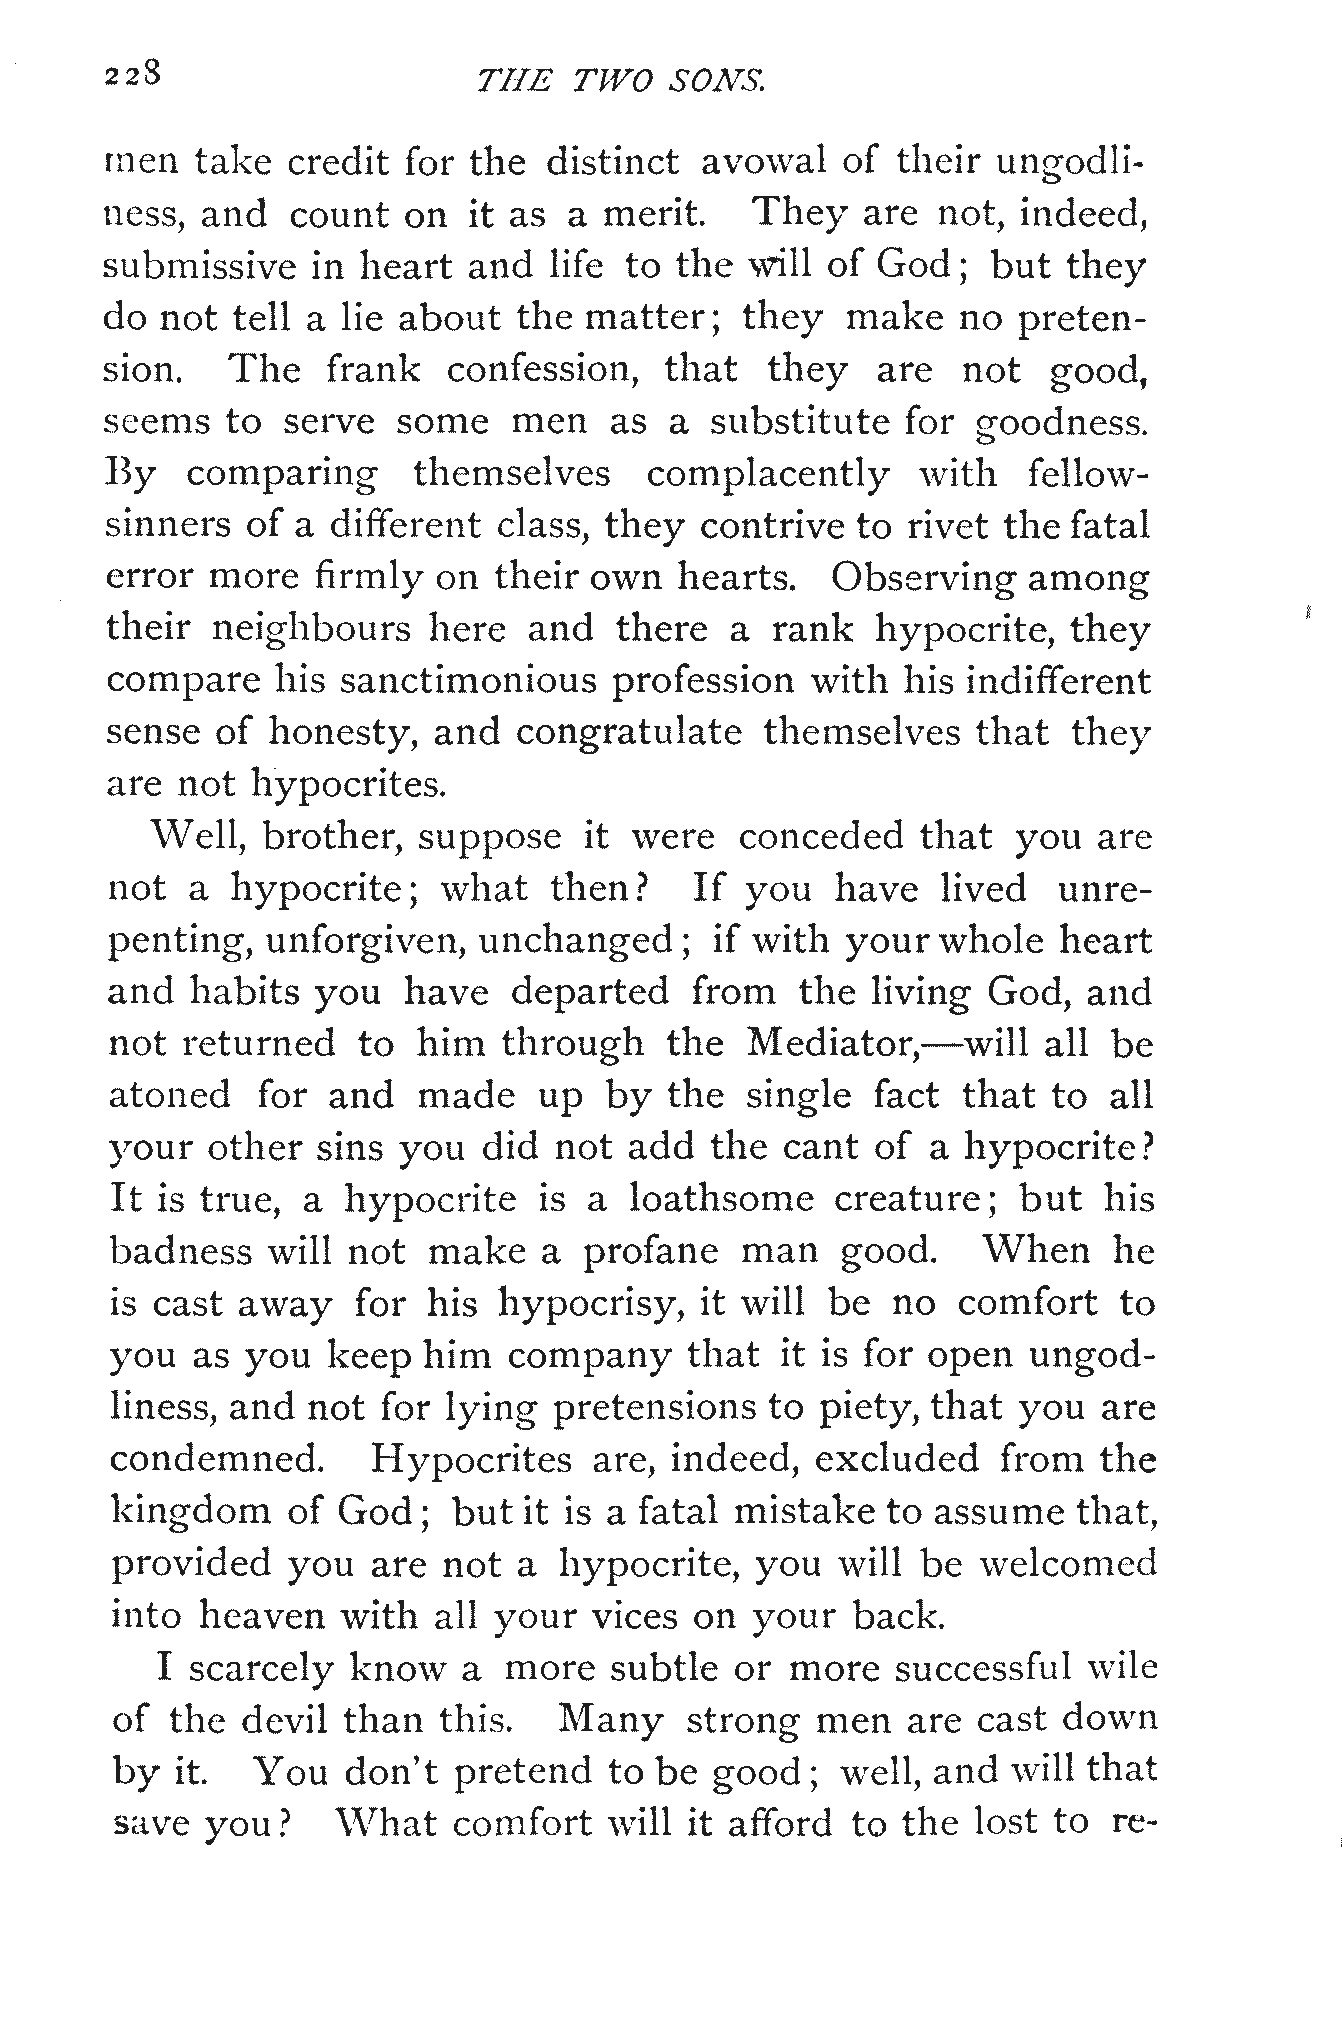 228 THE TWO SONS.
men take credit for the distinct avowal of their ungodli-
ness, and count on it as a merit. They are not, indeed,
submissive in heart and life to the will of God; but they
do not tell a lie about the matter; they make no preten-
sion. The frank confession, that they are not good,
seems to serve some men as a substitute for goodness.
By comparing themselves complacently with fellow-
sinners of a different class, they contrive to rivet the fatal
error more firmly on their own hearts. Observing among
their neighbours here and there a rank hypocrite, they
compare his sanctimonious profession with his indifferent
sense of honesty, and congratulate themselves that they
are not hypocrites.
Well, brother, suppose it were conceded that you are
not a hypocrite; what then? If you have lived unre-
penting, unforgiven, unchanged; if with your whole heart
and habits you have departed from the living God, and
not returned to him through the Mediator,—will all be
atoned for and made up by the single fact that to all
your other sins you did not add the cant of a hypocrite?
It is true, a hypocrite is a loathsome creature; but his
badness will not make a profane man good. When he
is cast away for his hypocrisy, it will be no comfort to
you as you keep him company that it is for open ungod-
liness, and not for lying pretensions to piety, that you are
condemned. Hypocrites are, indeed, excluded from the
kingdom of God; but it is a fatal mistake to assume that,
provided you are not a hypocrite, you will be welcomed
into heaven with all your vices on your back.
I scarcely know a more subtle or more successful wile
of the devil than this. Many strong men are cast down
by it. You don't pretend to be good; well, and will that
save you? What comfort will it afford to the lost to re-